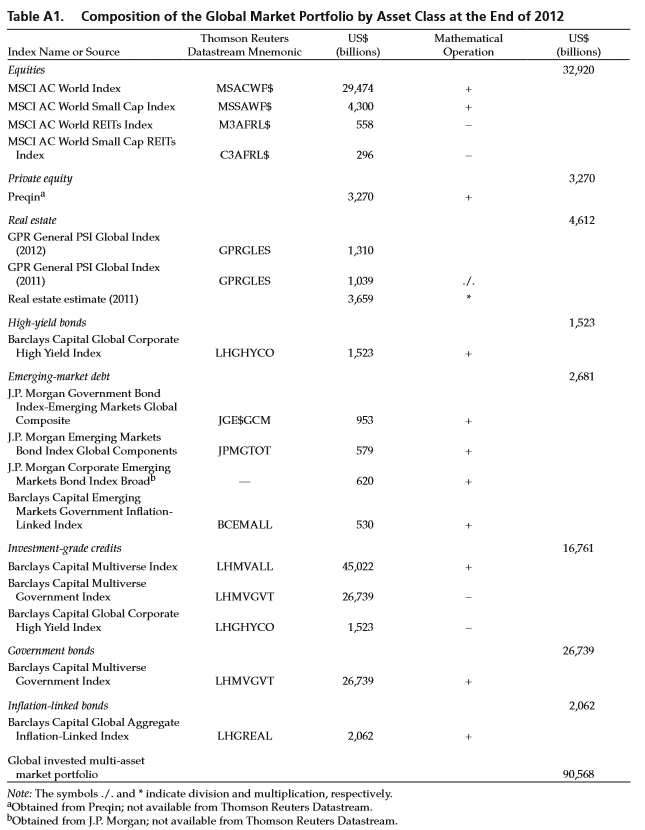 Table A1. Composition of the Global Market Portfolio by Asset Class at the End of 2012
Index Name or Source Thomson Reuters Datastream Mnemonic US$ (billions) Mathematical Operation US$ (billions)
Equities 32,920
MSCI AC World Index MSACWF$ 29,474 +
MSCI AC World Small Cap Index MSSAWF$ 4,300 +
MSCI AC World REITs Index M3AFRL$ 558 –
MSCI AC World Small Cap REITs
Index C3AFRL$ 296 –
Private equity 3,270
Preqinᵃ 3,270 +
Real estate 4,612
GPR General PSI Global Index
(2012) GPRGLES 1,310
GPR General PSI Global Index
(2011) GPRGLES 1,039 ./.
Real estate estimate (2011) 3,659 *
High-yield bonds 1,523
Barclays Capital Global Corporate
High Yield Index LHGHYCO 1,523 +
Emerging-market debt 2,681
J.P. Morgan Government Bond
Index-Emerging Markets Global
Composite JGE$GCM 953 +
J.P. Morgan Emerging Markets
Bond Index Global Components JPMGTOT 579 +
J.P. Morgan Corporate Emerging
Markets Bond Index Broadᵇ — 620 +
Barclays Capital Emerging
Markets Government Inflation-
Linked Index BCEMALL 530 +
Investment-grade credits 16,761
Barclays Capital Multiverse Index LHMVALL 45,022 +
Barclays Capital Multiverse
Government Index LHMVGVT 26,739 –
Barclays Capital Global Corporate
High Yield Index LHGHYCO 1,523 –
Government bonds 26,739
Barclays Capital Multiverse
Government Index LHMVGVT 26,739 +
Inflation-linked bonds 2,062
Barclays Capital Global Aggregate
Inflation-Linked Index LHGREAL 2,062 +
Global invested multi-asset
market portfolio 90,568
Note: The symbols ./. and * indicate division and multiplication, respectively.
ᵃObtained from Preqin; not available from Thomson Reuters Datastream.
ᵇObtained from J.P. Morgan; not available from Thomson Reuters Datastream.